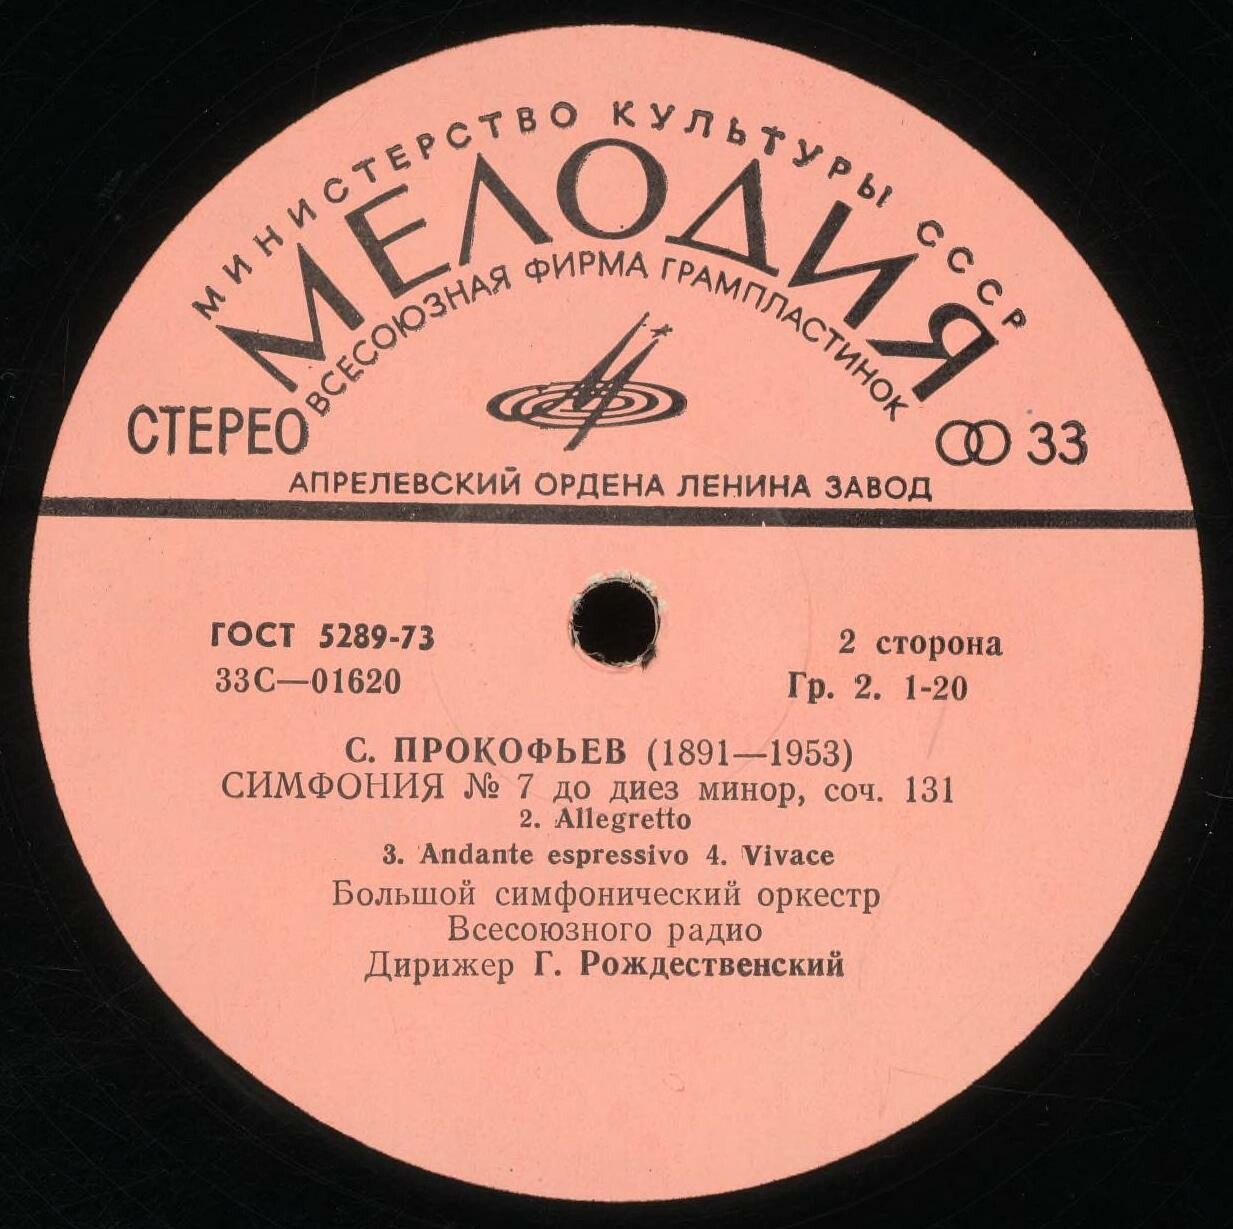 МИНИСТЕРСТВО КУЛЬТУРЫ СССР
МЕЛОДИЯ
ВСЕСОЮЗНАЯ ФИРМА ГРАМПЛАСТИНОК
СТЕРЕО 33
АПРЕЛЕВСКИЙ ОРДЕНА ЛЕНИНА ЗАВОД
ГОСТ 5289-73 2 сторона
33С—01620 Гр. 2. 1-20
С. ПРОКОФЬЕВ (1891—1953)
СИМФОНИЯ № 7 до диез минор, соч. 131
2. Allegretto
3. Andante espressivo 4. Vivace
Большой симфонический оркестр
Всесоюзного радио
Дирижер Г. Рождественский